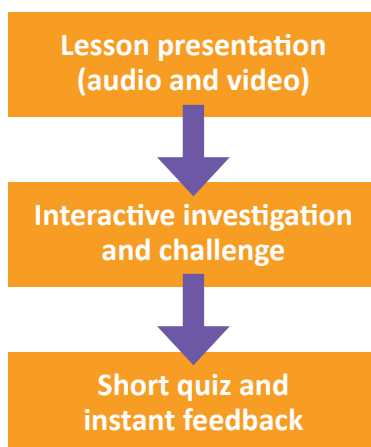 Lesson presentation
(audio and video)
Interactive investigation
and challenge
Short quiz and
instant feedback